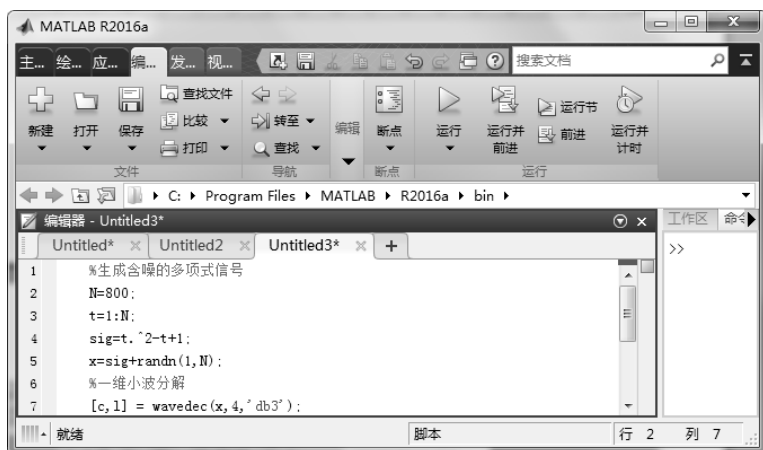 MATLAB R2016a
主... 绘... 应... 编... 发... 视... 搜索文档
新建 打开 保存 查找文件 比较 打印 转至 查找 编辑 断点 运行 运行并前进 运行节 前进 运行并计时
文件 导航 断点 运行
C: Program Files MATLAB R2016a bin
编辑器 - Untitled3* 工作区
Untitled* Untitled2 Untitled3* +
>>
1 %生成含噪的多项式信号
2 N=800;
3 t=1:N;
4 sig=t.^2-t+1;
5 x=sig+randn(1,N);
6 %一维小波分解
7 [c,l] = wavedec(x,4,'db3');
就绪 脚本 行 2 列 7